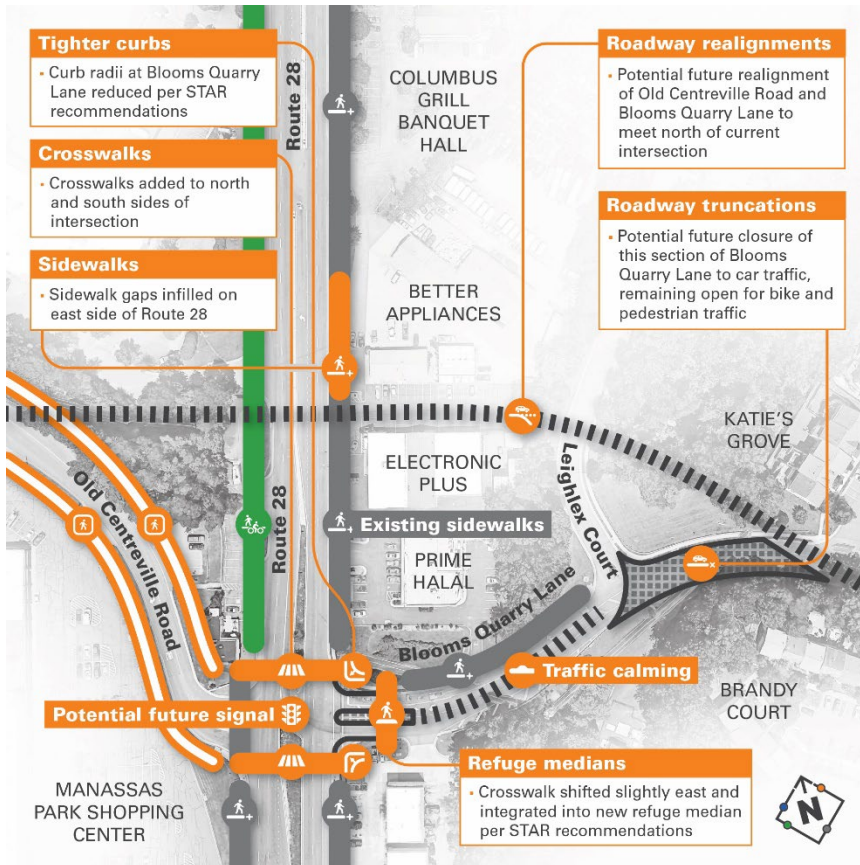 Tighter curbs
▪ Curb radii at Blooms Quarry
Lane reduced per STAR
recommendations
Crosswalks
▪ Crosswalks added to north
and south sides of
intersection
Sidewalks
▪ Sidewalk gaps infilled on
east side of Route 28
Route 28
COLUMBUS
GRILL
BANQUET
HALL
Roadway realignments
▪ Potential future realignment
of Old Centreville Road and
Blooms Quarry Lane to
meet north of current
intersection
Roadway truncations
▪ Potential future closure of
this section of Blooms
Quarry Lane to car traffic,
remaining open for bike and
pedestrian traffic
BETTER
APPLIANCES
KATIE'S
GROVE
ELECTRONIC
PLUS
Leighlex Court
Old Centreville Road
Route 28
Existing sidewalks
PRIME
HALAL
Blooms Quarry Lane
Traffic calming
BRANDY
COURT
Potential future signal
Refuge medians
▪ Crosswalk shifted slightly east and
integrated into new refuge median
per STAR recommendations
MANASSAS
PARK SHOPPING
CENTER
N